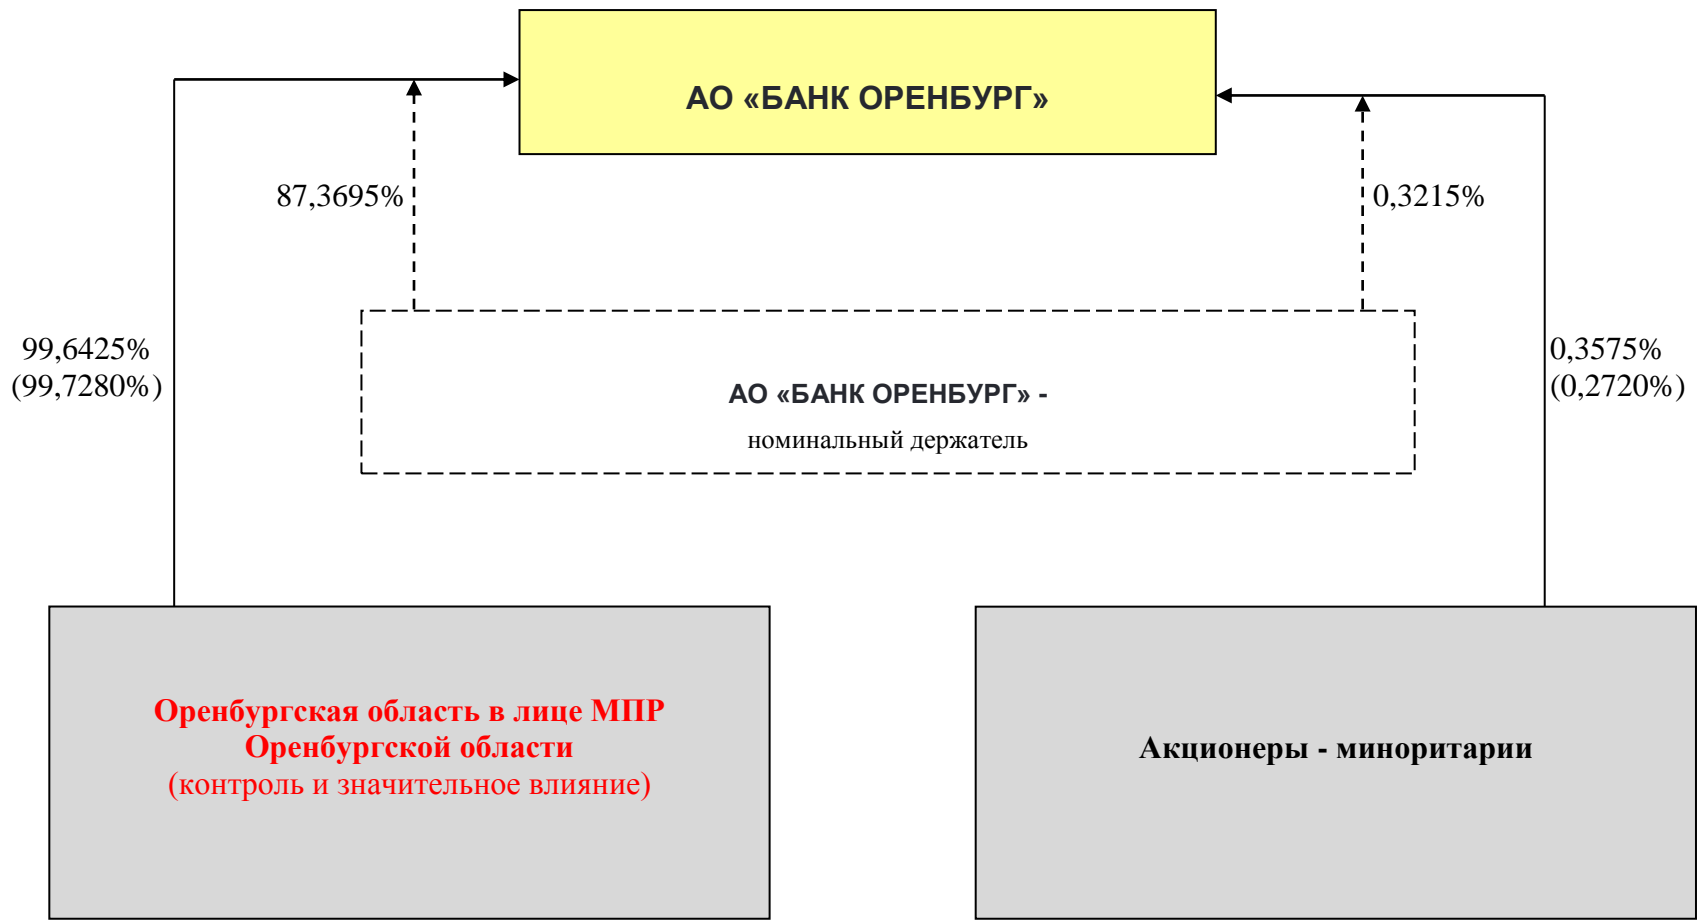 АО «БАНК ОРЕНБУРГ»
87,3695%
0,3215%
99,6425%
(99,7280%)
0,3575%
(0,2720%)
АО «БАНК ОРЕНБУРГ» -
номинальный держатель
Оренбургская область в лице МПР
Оренбургской области
(контроль и значительное влияние)
Акционеры - миноритарии